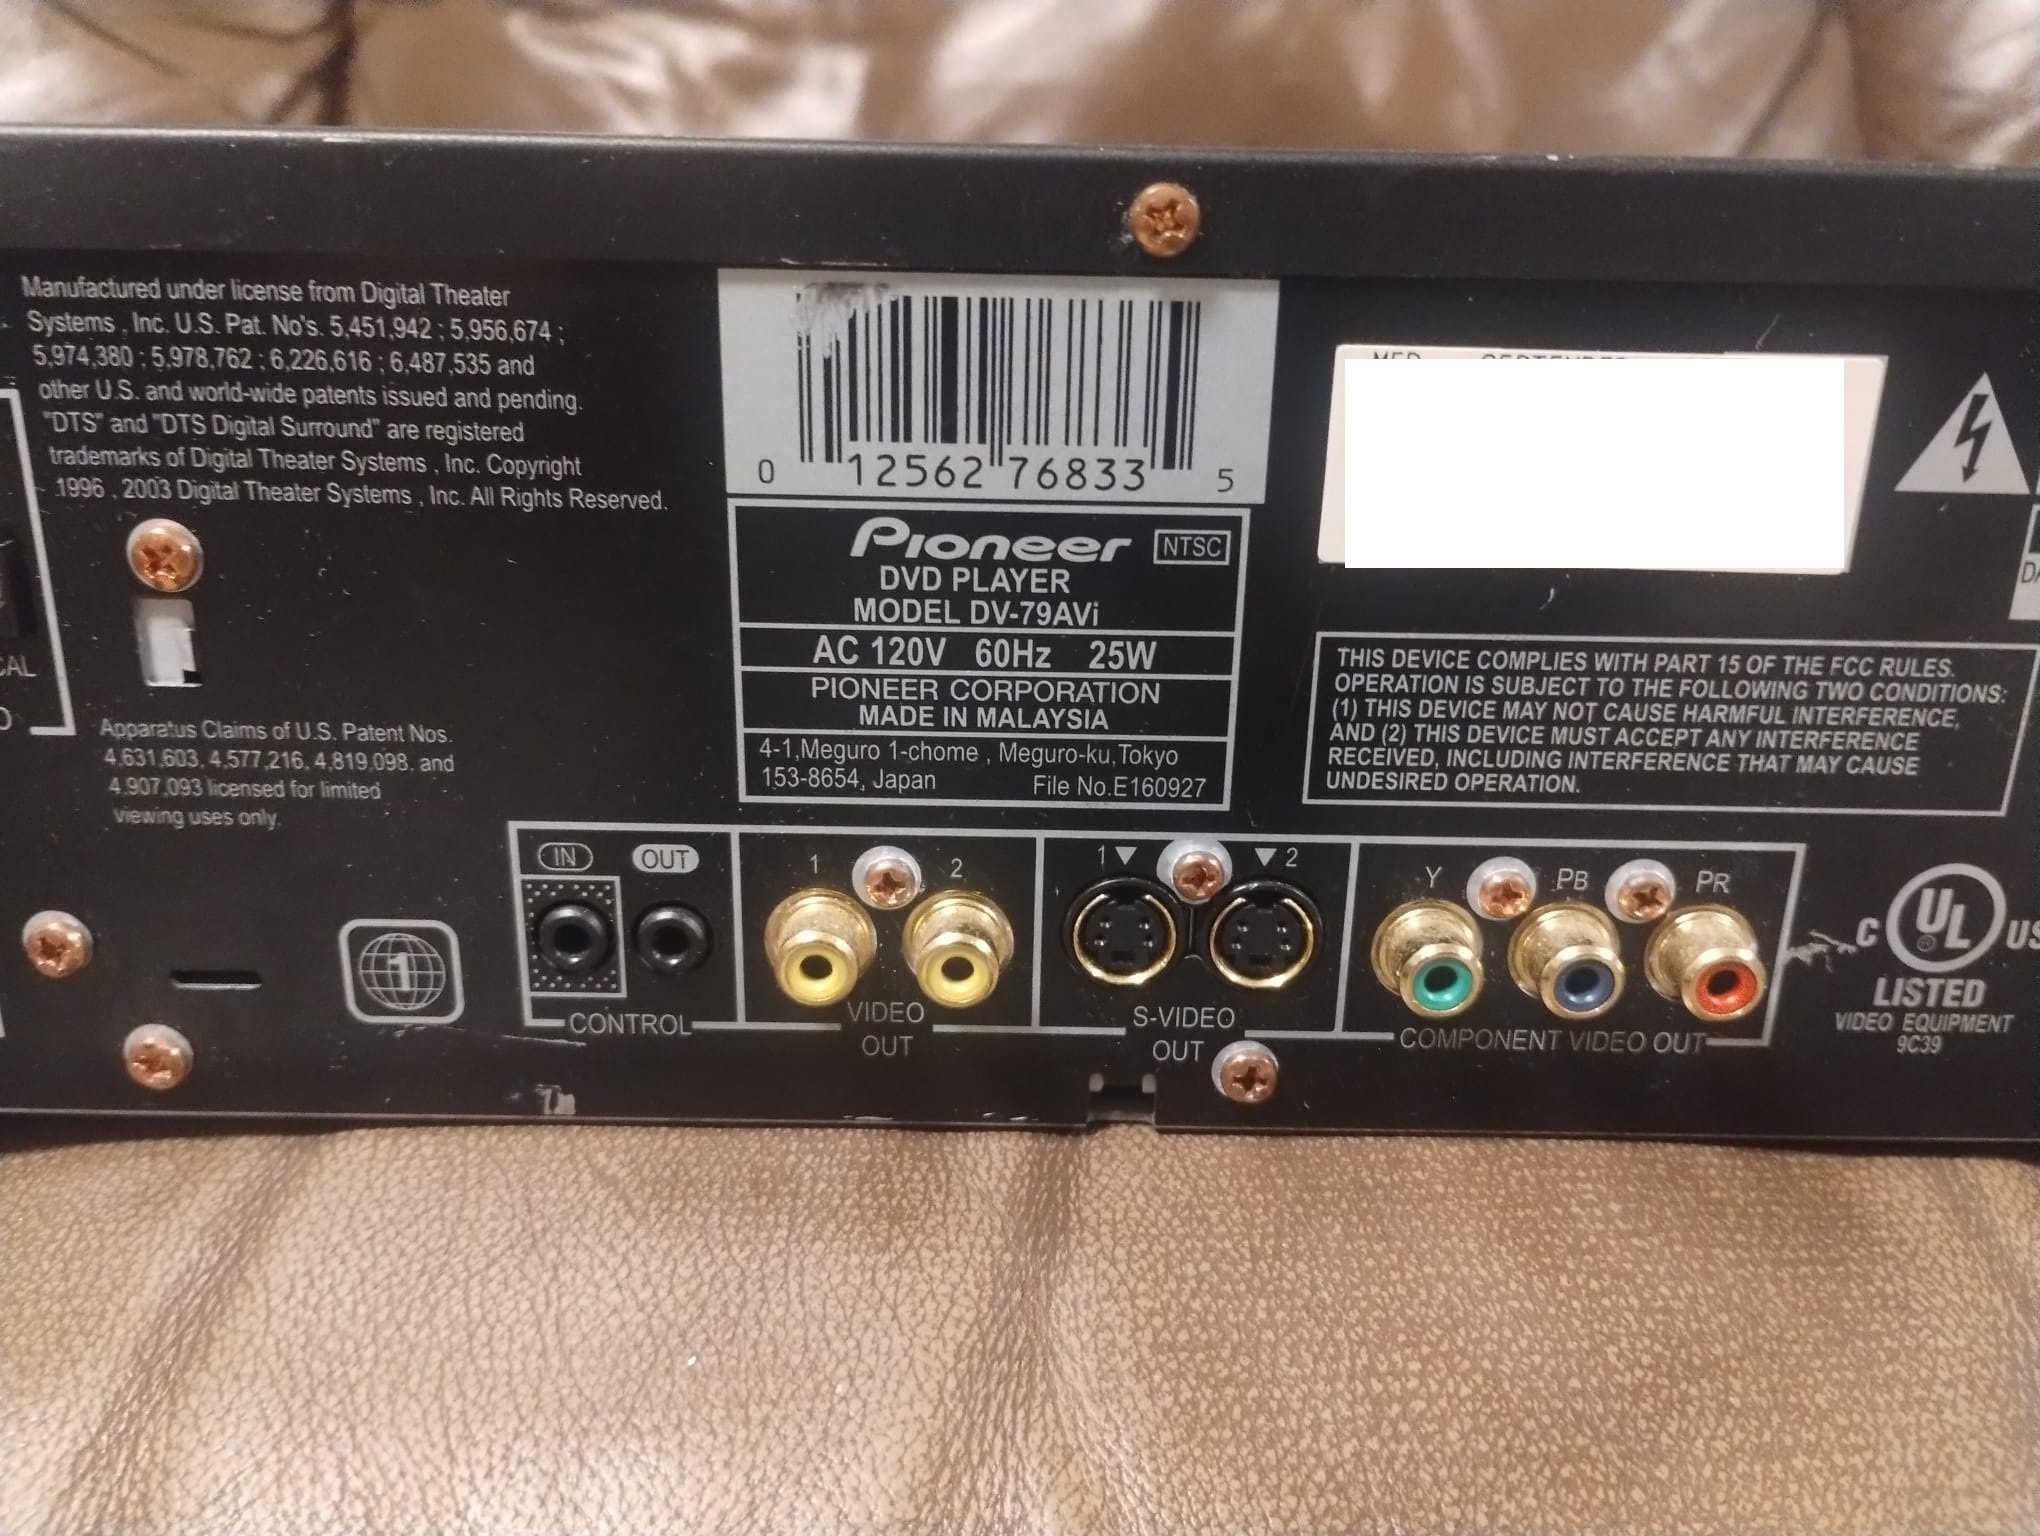 Manufactured under license from Digital Theater
Systems , Inc. U.S. Pat. No's. 5,451,942 ; 5,956,674 ;
5,974,380 ; 5,978,762 ; 6,226,616 ; 6,487,535 and
other U.S. and world-wide patents issued and pending.
"DTS" and "DTS Digital Surround" are registered
trademarks of Digital Theater Systems , Inc. Copyright
1996 , 2003 Digital Theater Systems , Inc. All Rights Reserved.
CAL
Apparatus Claims of U.S. Patent Nos.
4,631,603, 4,577,216, 4,819,098, and
4,907,093 licensed for limited
viewing uses only.
0 12562 76833 5
Pioneer NTSC
DVD PLAYER
MODEL DV-79AVi
AC 120V 60Hz 25W
PIONEER CORPORATION
MADE IN MALAYSIA
4-1,Meguro 1-chome , Meguro-ku,Tokyo
153-8654, Japan File No.E160927
THIS DEVICE COMPLIES WITH PART 15 OF THE FCC RULES.
OPERATION IS SUBJECT TO THE FOLLOWING TWO CONDITIONS:
(1) THIS DEVICE MAY NOT CAUSE HARMFUL INTERFERENCE,
AND (2) THIS DEVICE MUST ACCEPT ANY INTERFERENCE
RECEIVED, INCLUDING INTERFERENCE THAT MAY CAUSE
UNDESIRED OPERATION.
1
IN OUT
CONTROL
1 2
VIDEO
OUT
1▼ ▼2
S-VIDEO
OUT
Y PB PR
COMPONENT VIDEO OUT
C UL ® US
LISTED
VIDEO EQUIPMENT
9C39